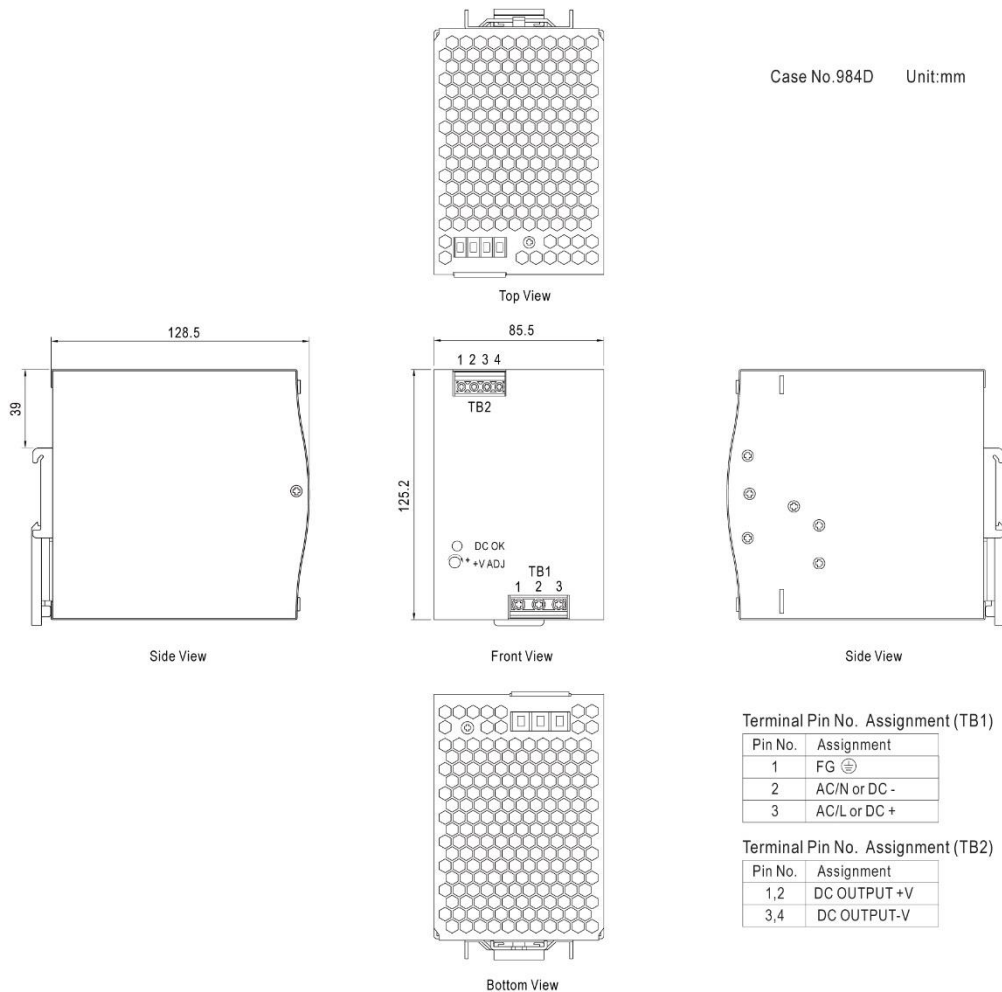 Case No.984D Unit:mm
Top View
128.5
85.5
39
125.2
1 2 3 4
TB2
DC OK
+V ADJ
TB1
1 2 3
Side View
Front View
Side View
Terminal Pin No. Assignment (TB1)
Pin No. Assignment
1 FG
2 AC/N or DC -
3 AC/L or DC +
Terminal Pin No. Assignment (TB2)
Pin No. Assignment
1,2 DC OUTPUT +V
3,4 DC OUTPUT-V
Bottom View